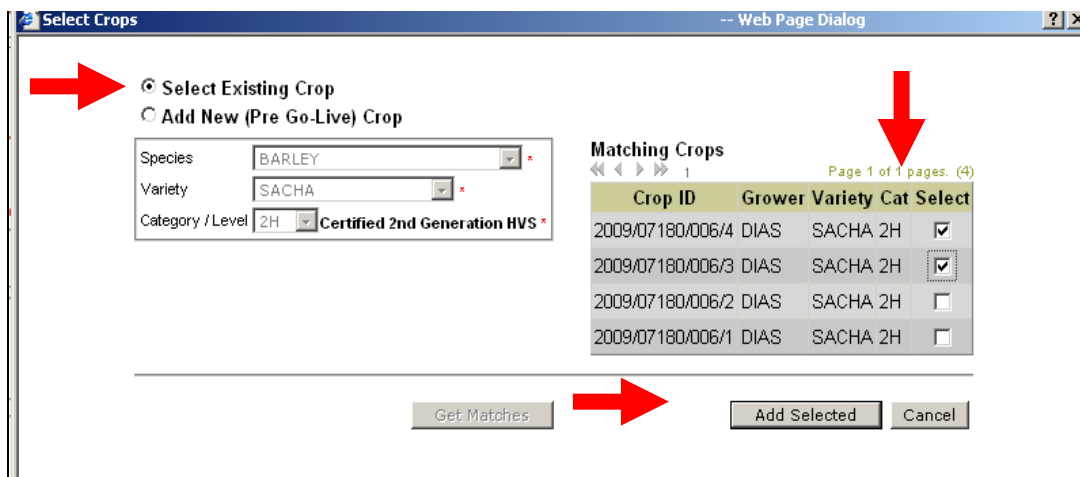 Select Crops -- Web Page Dialog ? X
Select Existing Crop
Add New (Pre Go-Live) Crop
Species BARLEY *
Variety SACHA *
Category / Level 2H Certified 2nd Generation HVS *
Matching Crops
1 Page 1 of 1 pages. (4)
Crop ID Grower Variety Cat Select
2009/07180/006/4 DIAS SACHA 2H
2009/07180/006/3 DIAS SACHA 2H
2009/07180/006/2 DIAS SACHA 2H
2009/07180/006/1 DIAS SACHA 2H
Get Matches Add Selected Cancel